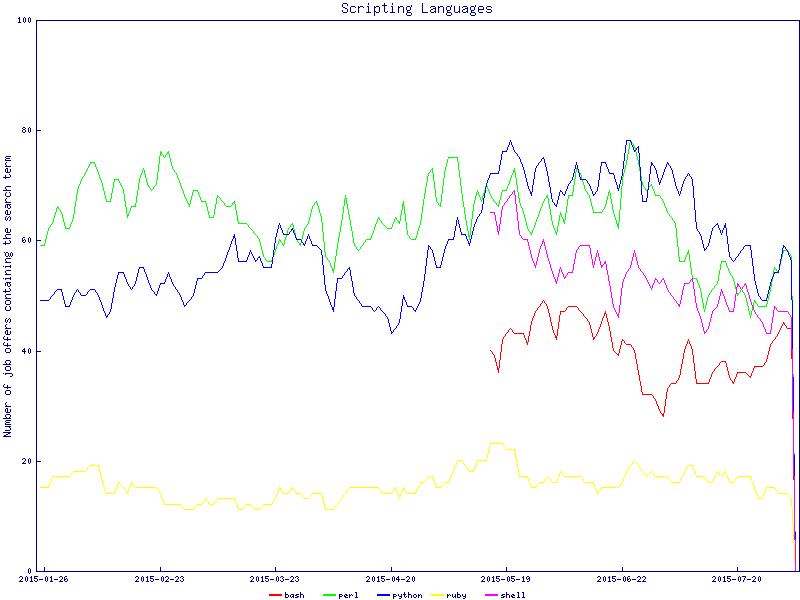 Scripting Languages
Number of job offers containing the search term
100
80
60
40
20
0
2015-01-26 2015-02-23 2015-03-23 2015-04-20 2015-05-19 2015-06-22 2015-07-20
bash perl python ruby shell